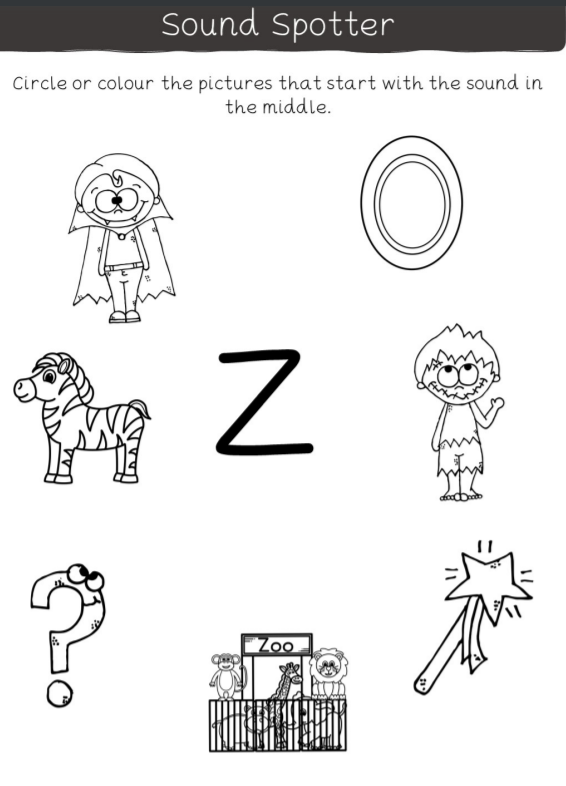 Sound Spotter
Circle or colour the pictures that start with the sound in
the middle.
z
Zoo